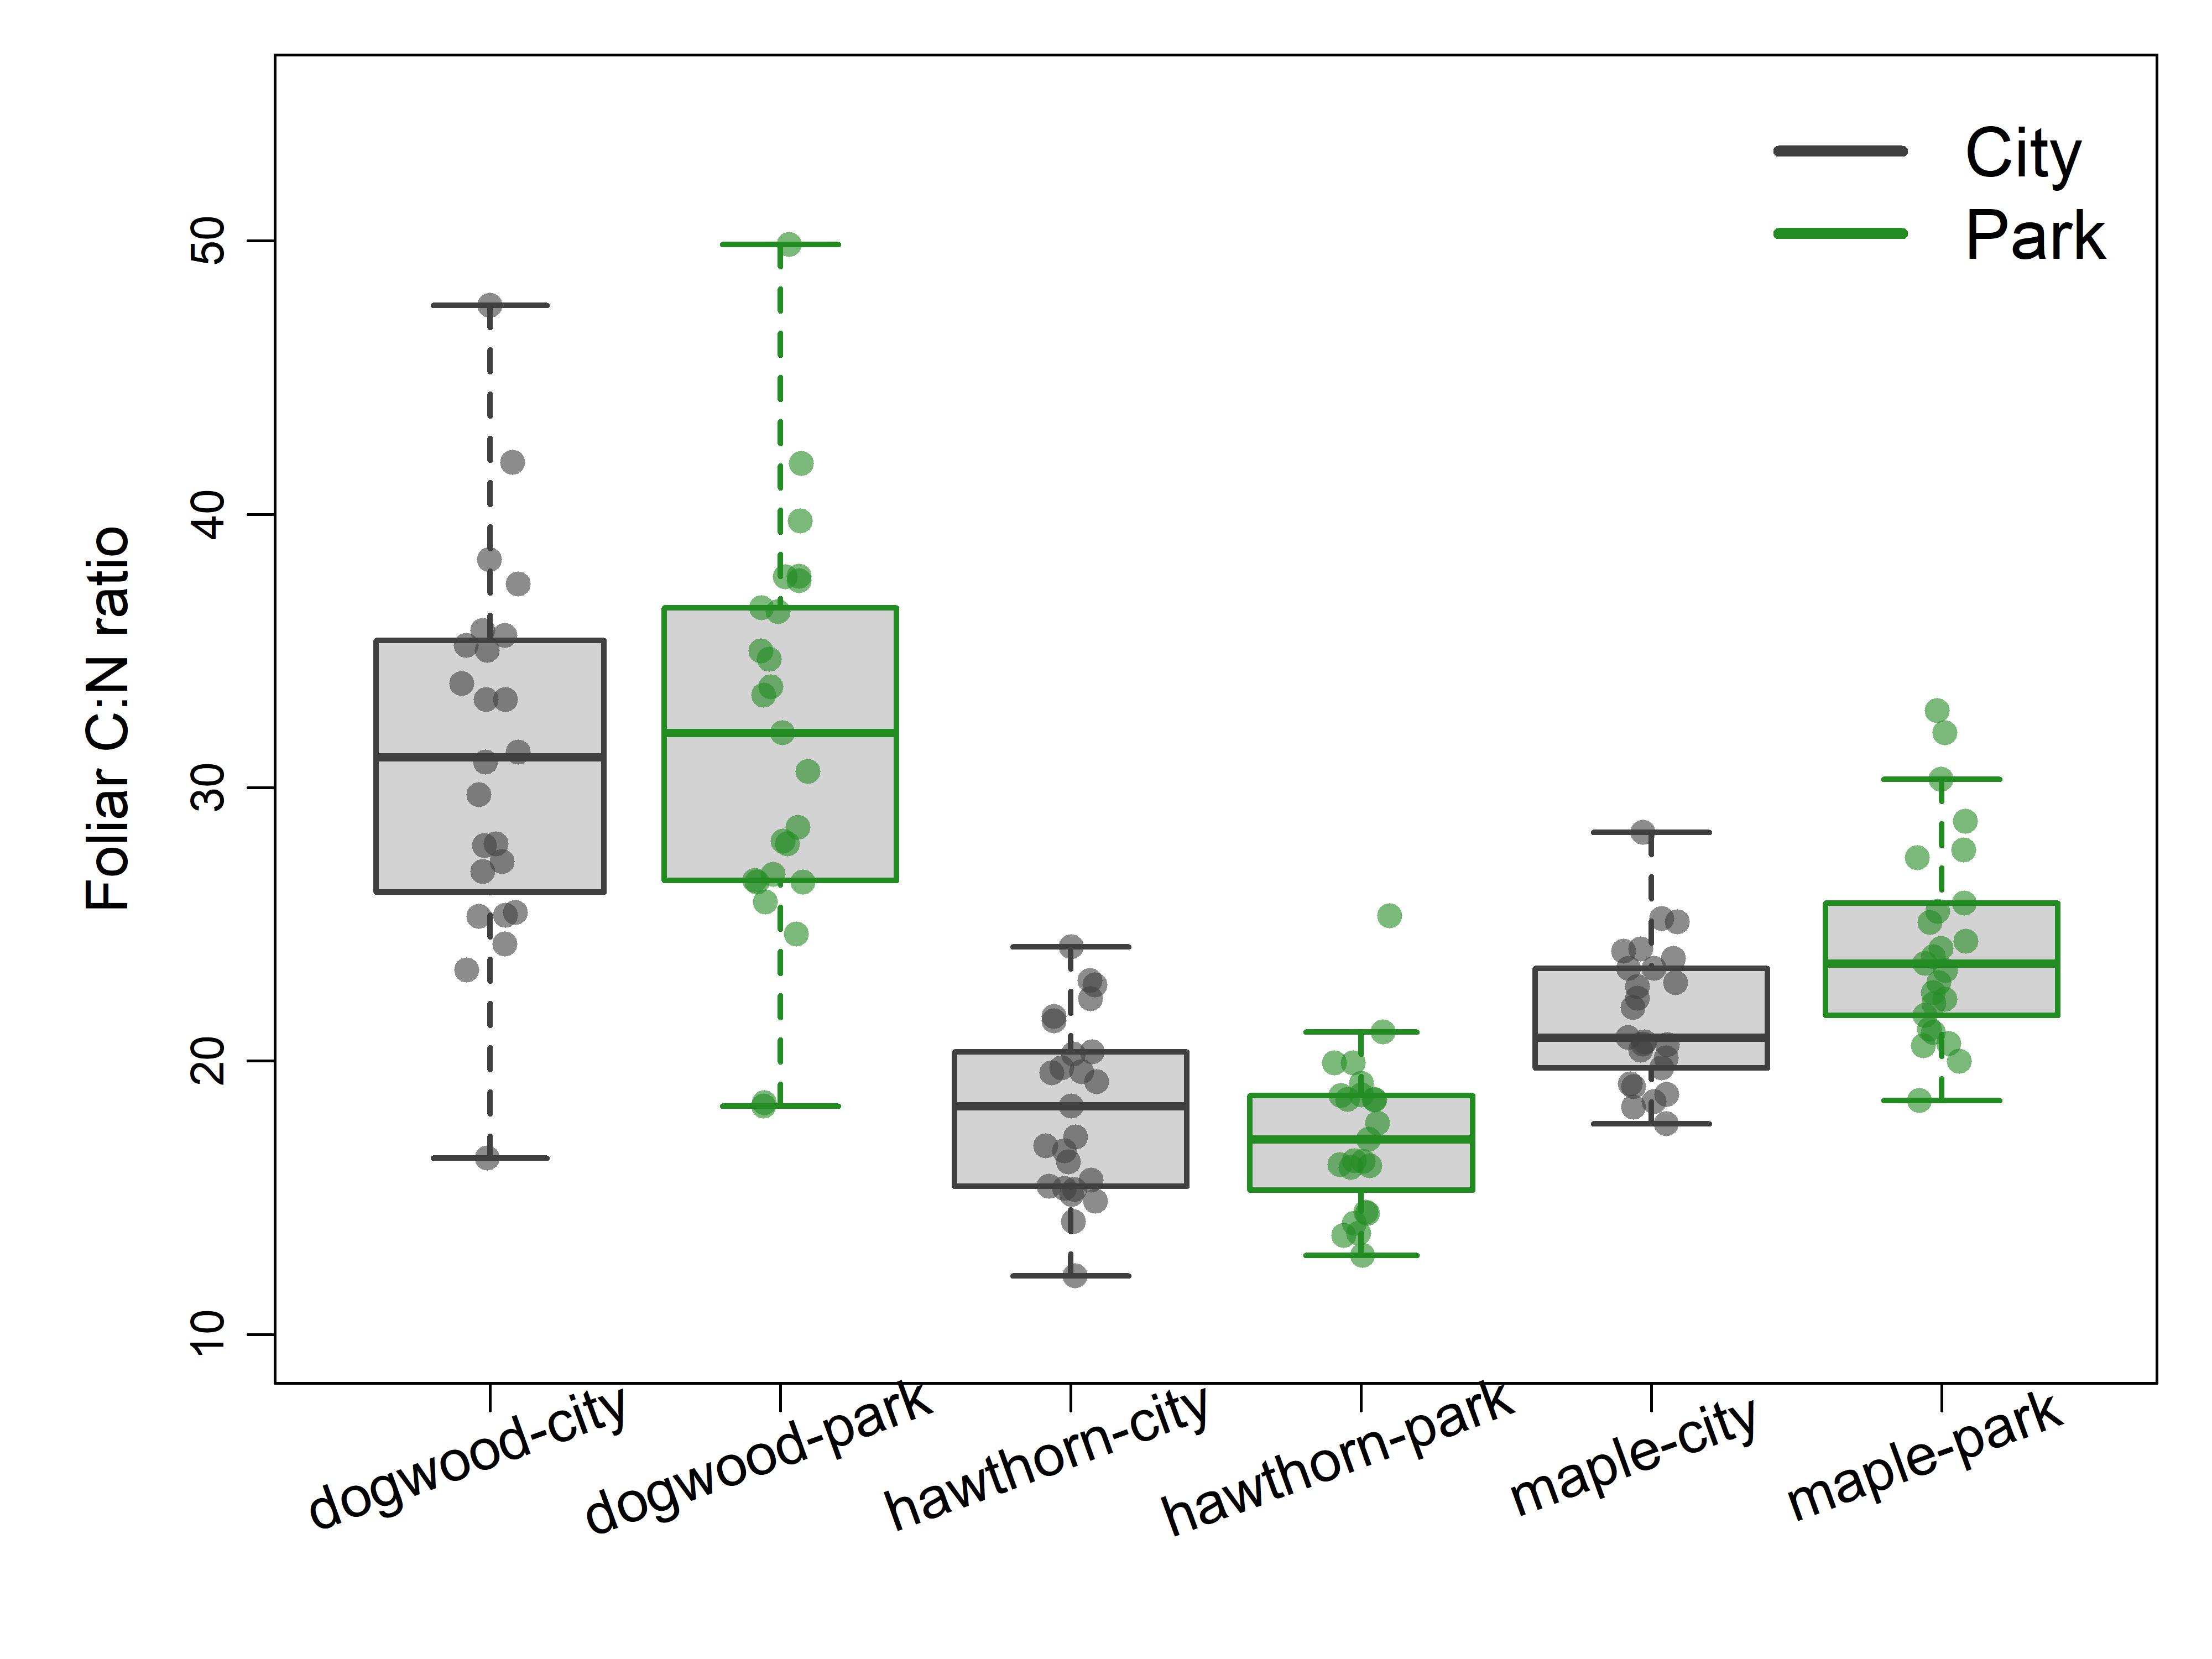 City
Park
Foliar C:N ratio
50
40
30
20
10
dogwood-city
dogwood-park
hawthorn-city
hawthorn-park
maple-city
maple-park